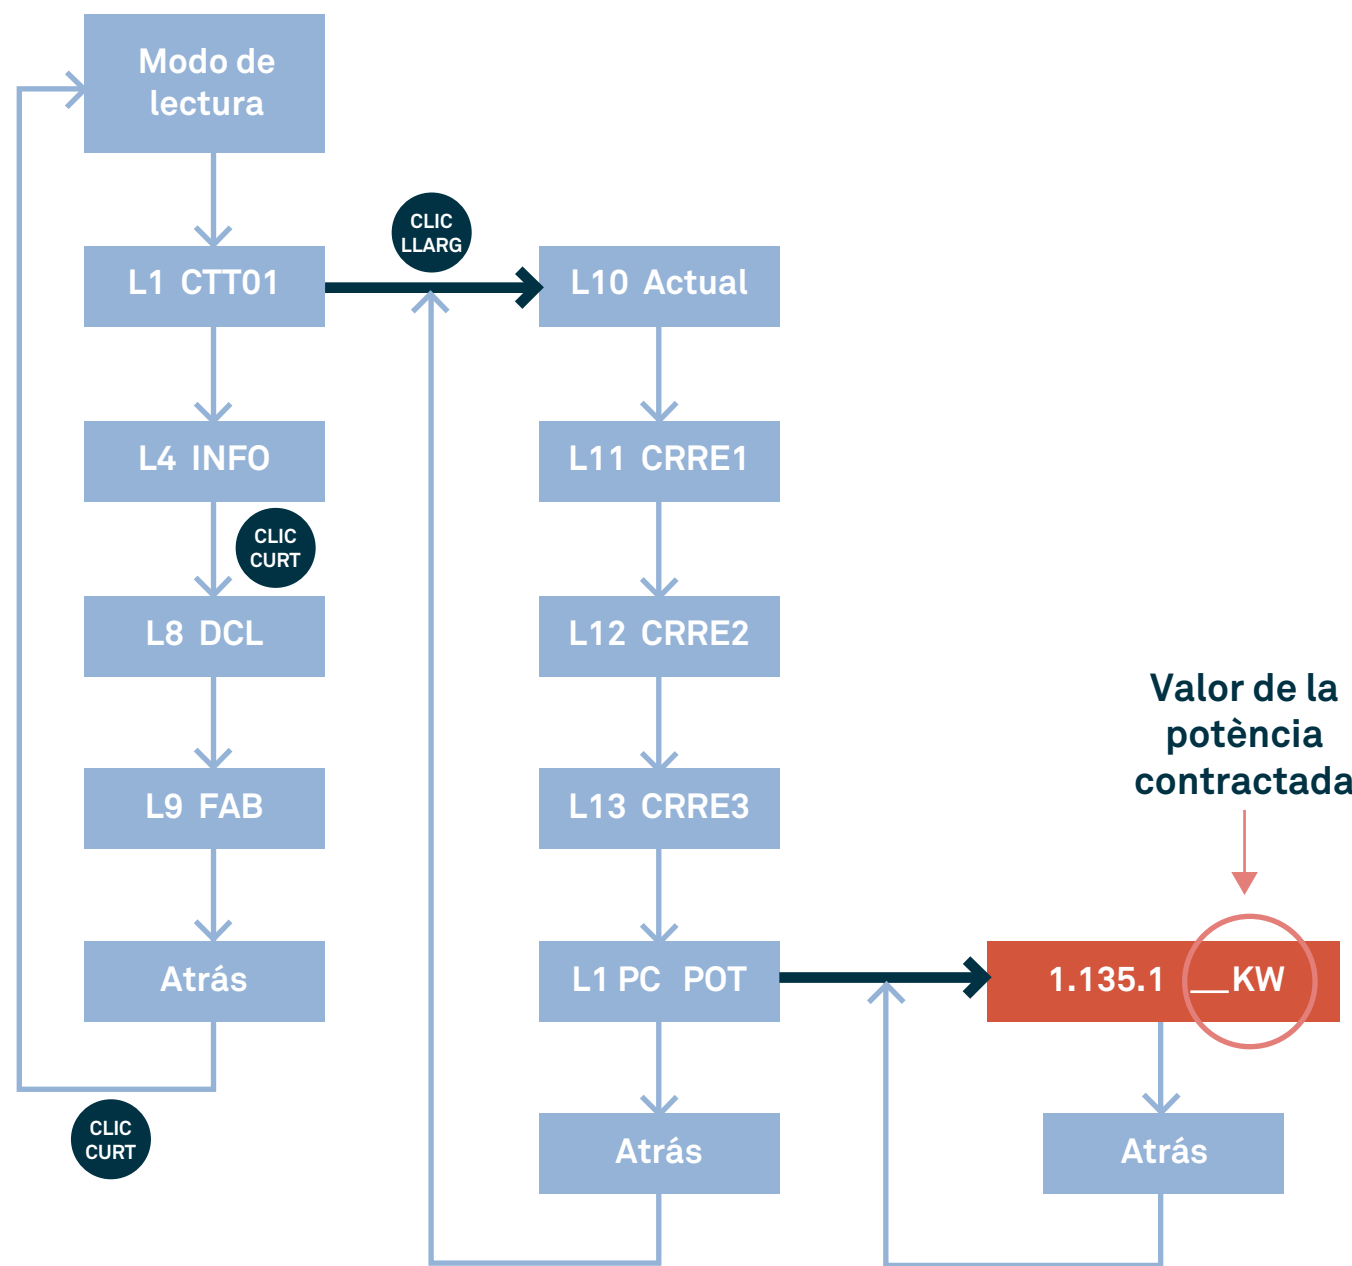 Modo de
lectura
CLIC
LLARG
L1 CTT01
L10 Actual
L4 INFO
L11 CRRE1
CLIC
CURT
L8 DCL
L12 CRRE2
Valor de la
potència
contractada
L9 FAB
L13 CRRE3
Atrás
L1 PC POT
1.135.1 __KW
CLIC
CURT
Atrás
Atrás